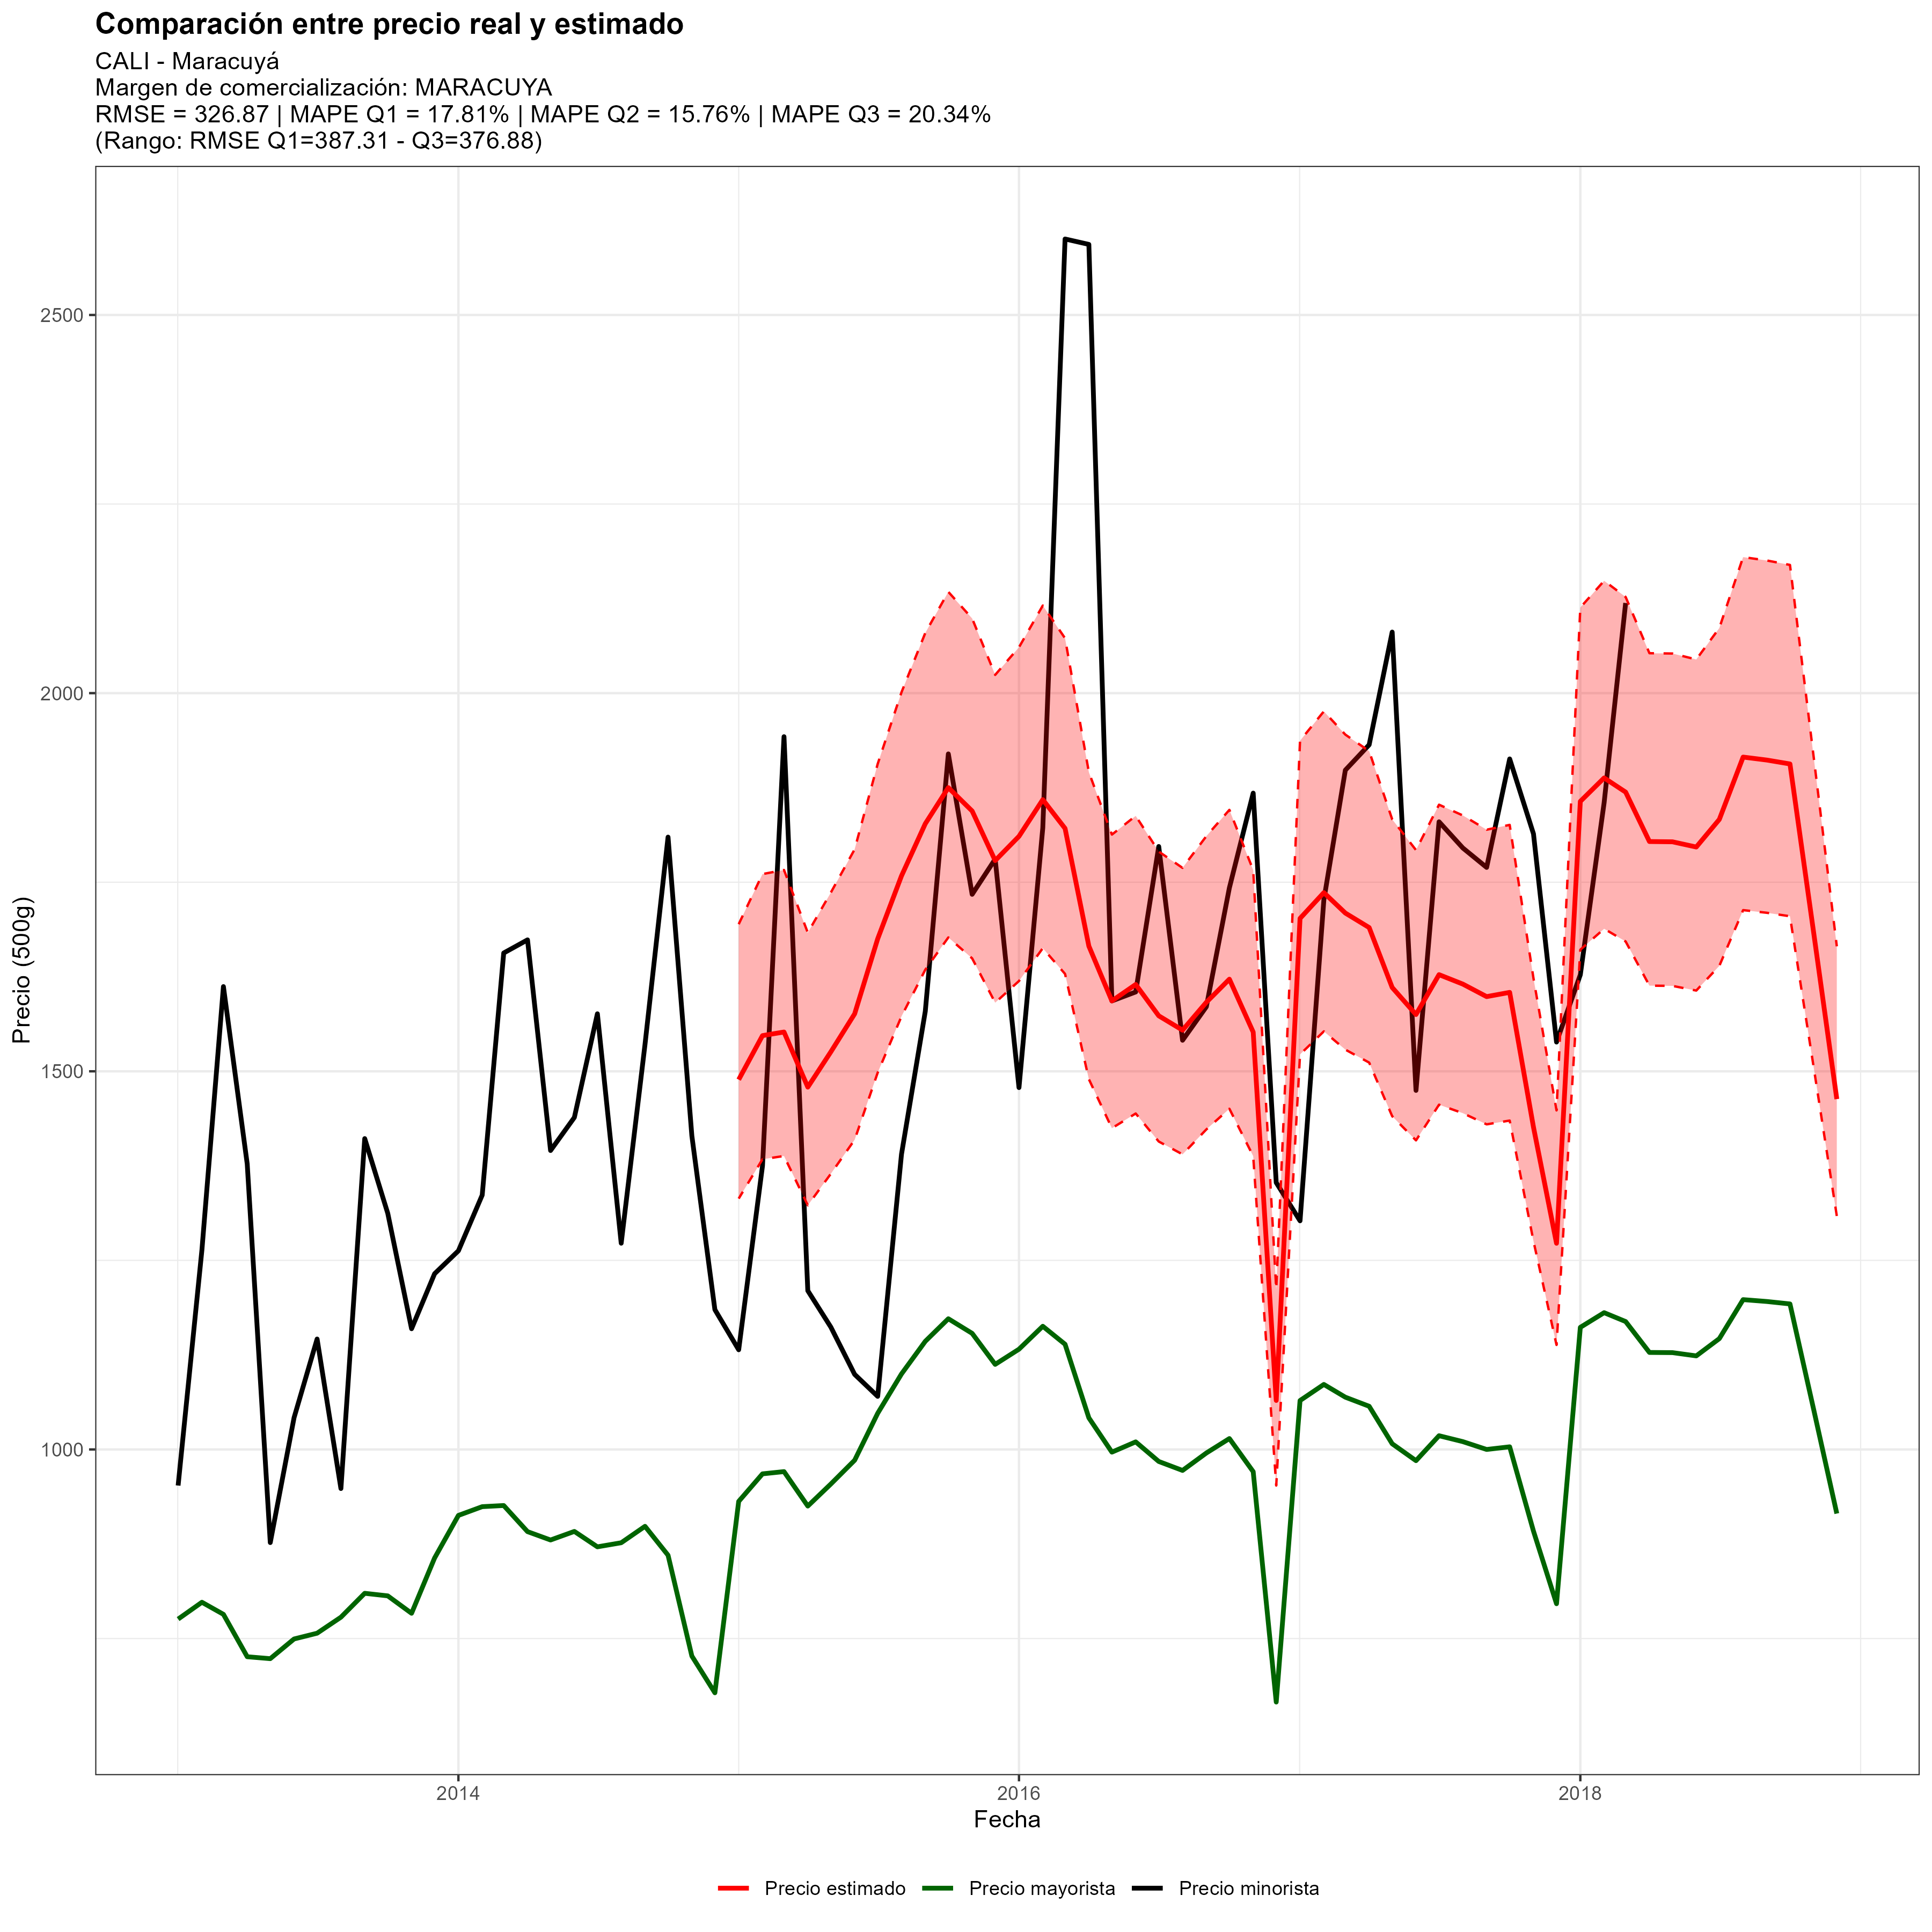 Comparación entre precio real y estimado
CALI - Maracuyá
Margen de comercialización: MARACUYA
RMSE = 326.87 | MAPE Q1 = 17.81% | MAPE Q2 = 15.76% | MAPE Q3 = 20.34%
(Rango: RMSE Q1=387.31 - Q3=376.88)
Precio (500g)
2500
2000
1500
1000
2014
2016
2018
Fecha
Precio estimado
Precio mayorista
Precio minorista